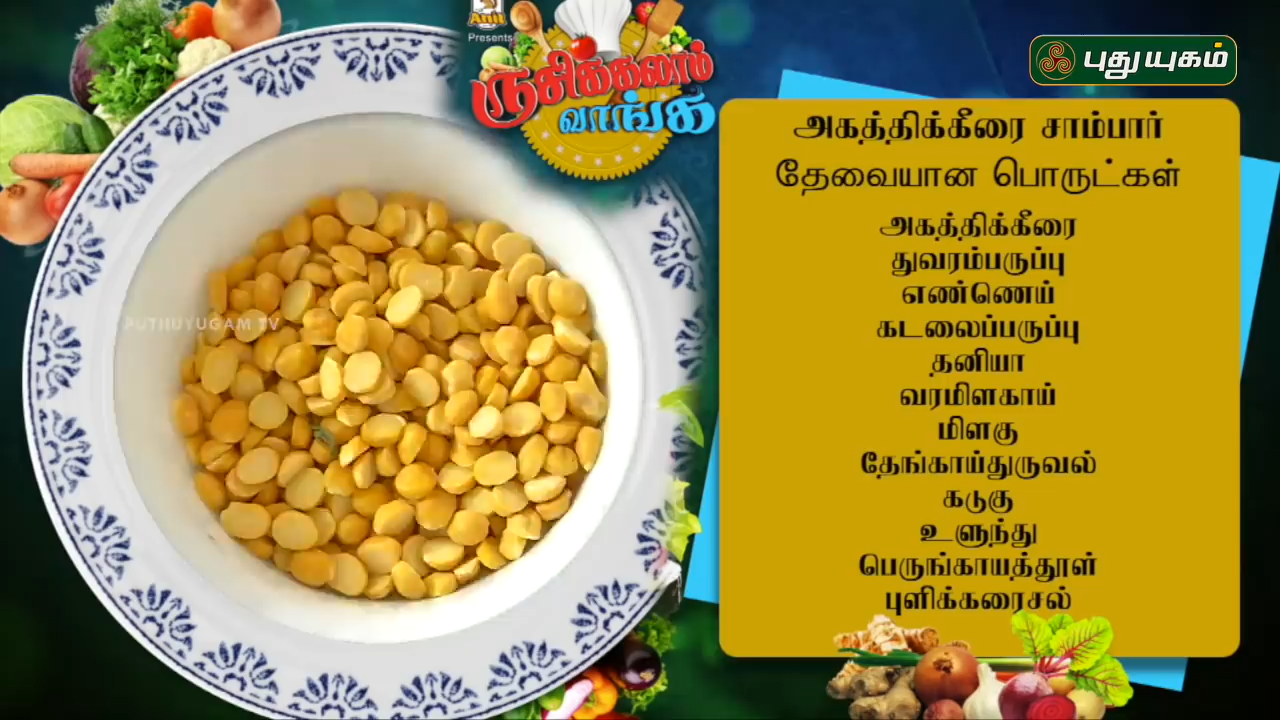 Anil
Presents
ருசிக்கலாம்
வாங்க
புதுயுகம்
PUTHUYUGAM TV
அகத்திக்கீரை சாம்பார்
தேவையான பொருட்கள்
அகத்திக்கீரை
துவரம்பருப்பு
எண்ணெய்
கடலைப்பருப்பு
தனியா
வரமிளகாய்
மிளகு
தேங்காய்துருவல்
கடுகு
உளுந்து
பெருங்காயத்தூள்
புளிக்கரைசல்